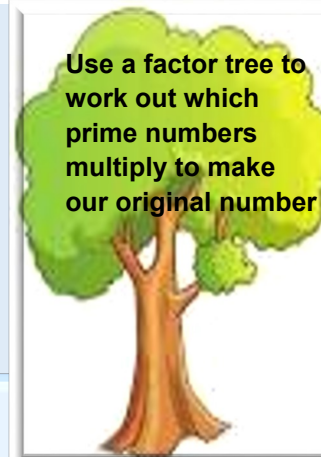 Use a factor tree to
work out which
prime numbers
multiply to make
our original number